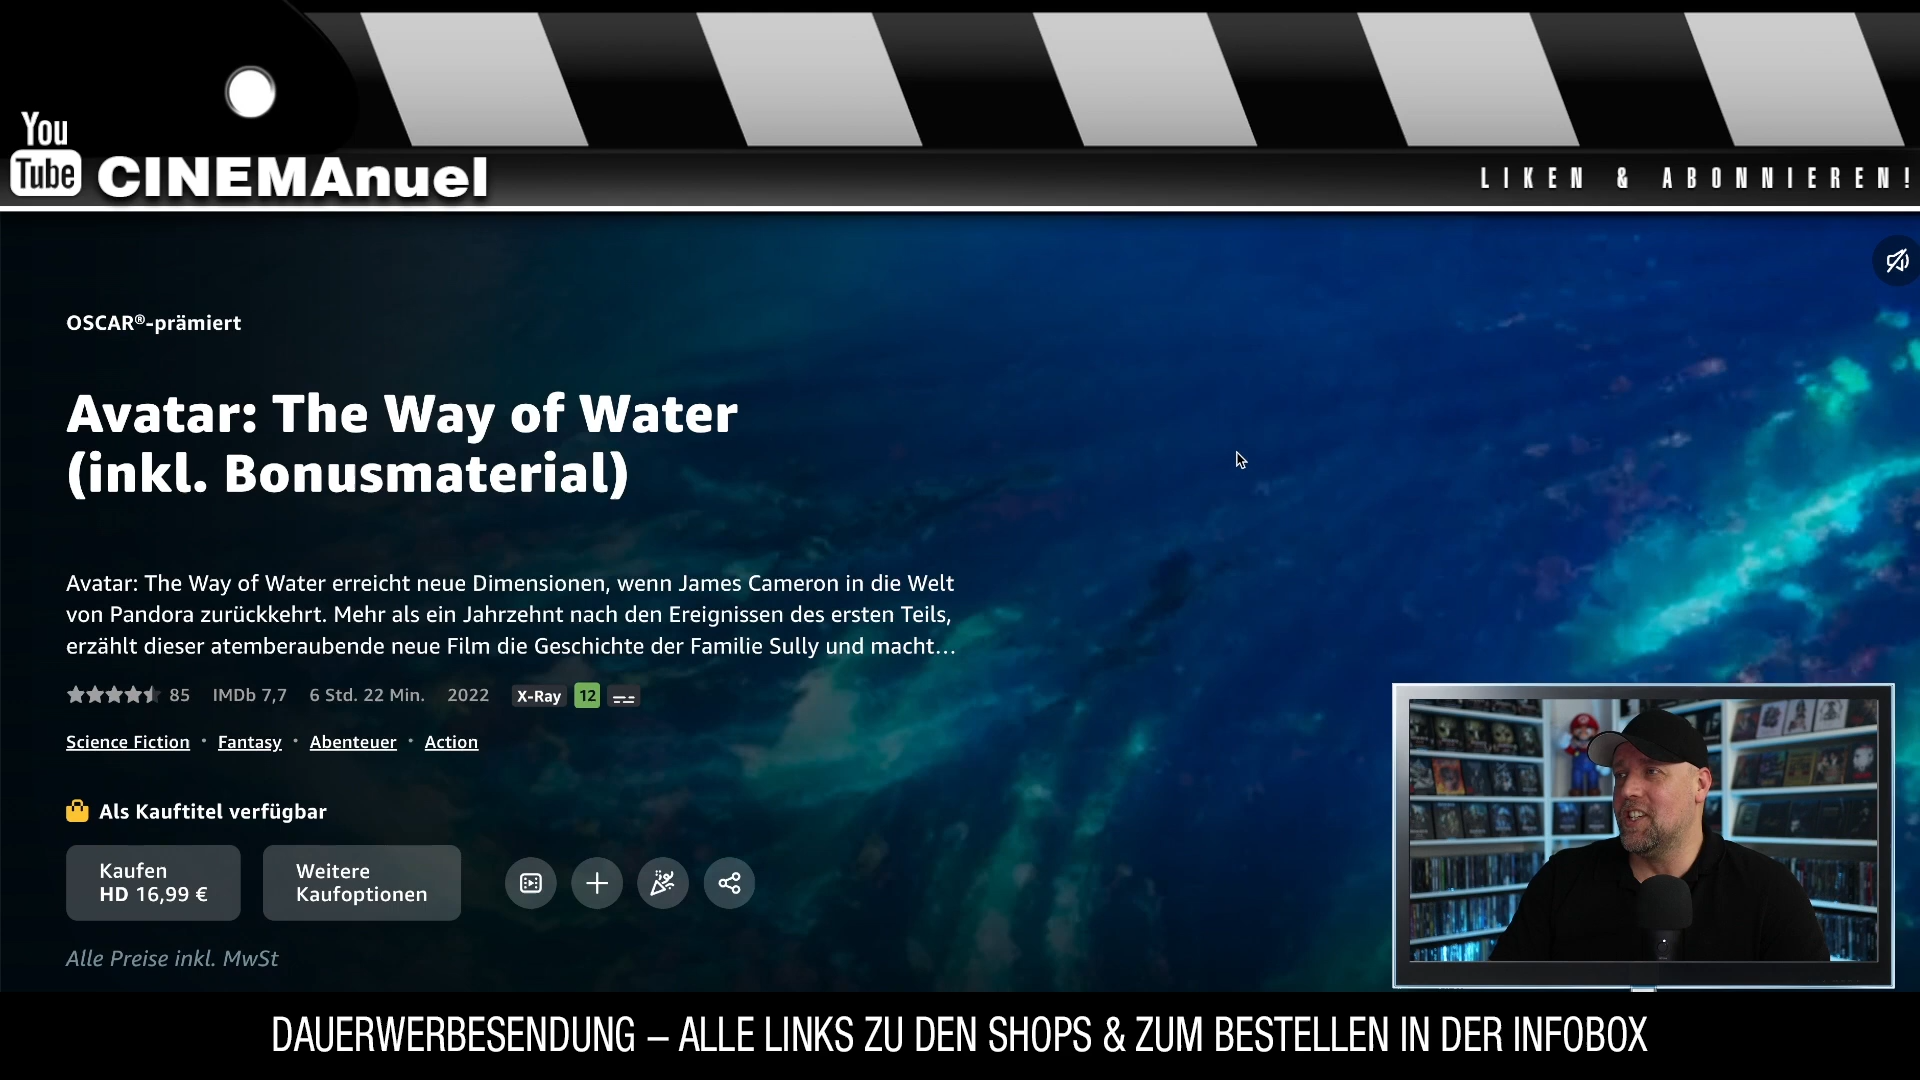 You
Tube
CINEMAnuel
LIKEN & ABONNIEREN!
OSCAR®-prämiert
Avatar: The Way of Water
(inkl. Bonusmaterial)
Avatar: The Way of Water erreicht neue Dimensionen, wenn James Cameron in die Welt
von Pandora zurückkehrt. Mehr als ein Jahrzehnt nach den Ereignissen des ersten Teils,
erzählt dieser atemberaubende neue Film die Geschichte der Familie Sully und macht…
85 IMDb 7,7 6 Std. 22 Min. 2022 X-Ray 12
Science Fiction • Fantasy • Abenteuer • Action
Als Kauftitel verfügbar
Kaufen
HD 16,99 €
Weitere
Kaufoptionen
Alle Preise inkl. MwSt
DAUERWERBESENDUNG – ALLE LINKS ZU DEN SHOPS & ZUM BESTELLEN IN DER INFOBOX